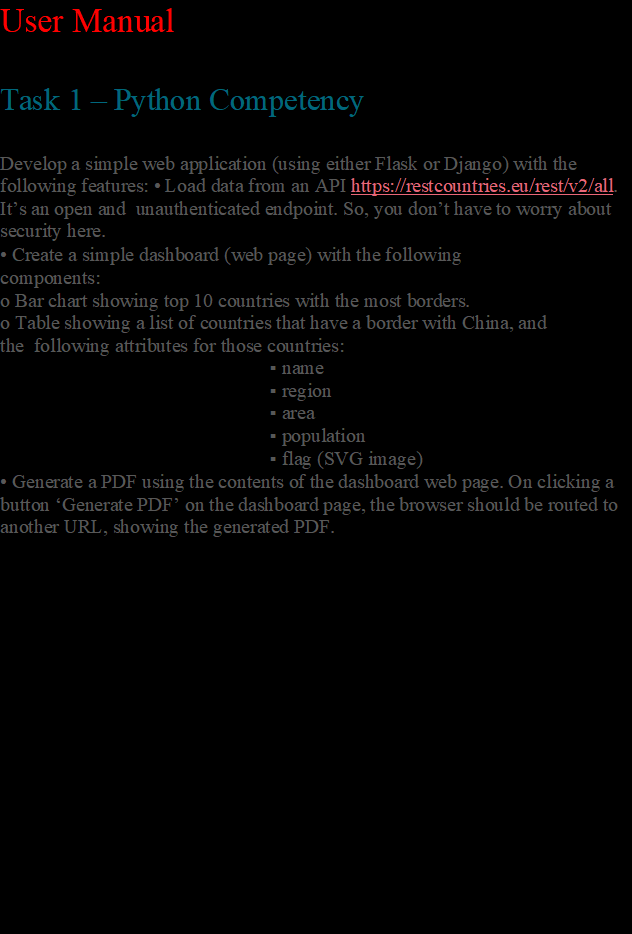 User Manual
Task 1 – Python Competency
Develop a simple web application (using either Flask or Django) with the
following features: • Load data from an API https://restcountries.eu/rest/v2/all.
It’s an open and  unauthenticated endpoint. So, you don’t have to worry about
security here.
• Create a simple dashboard (web page) with the following
components:
o Bar chart showing top 10 countries with the most borders.
o Table showing a list of countries that have a border with China, and
the  following attributes for those countries:
▪ name
▪ region
▪ area
▪ population
▪ flag (SVG image)
• Generate a PDF using the contents of the dashboard web page. On clicking a
button ‘Generate PDF’ on the dashboard page, the browser should be routed to
another URL, showing the generated PDF.